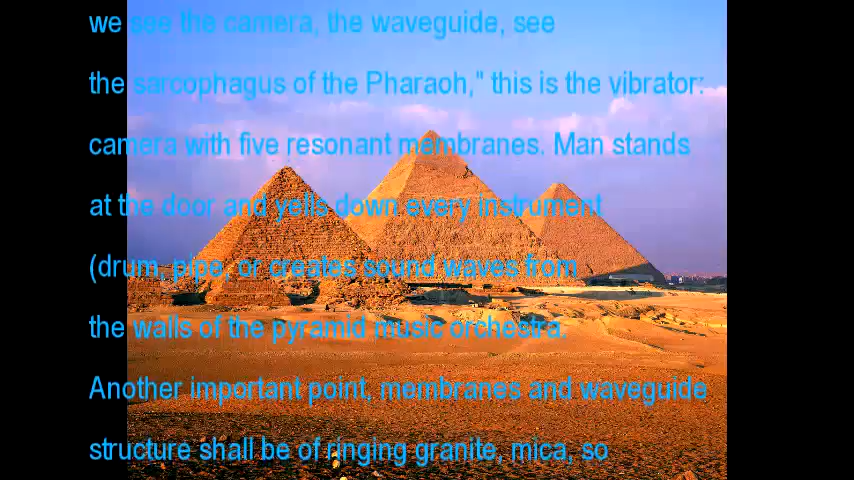 we see the camera, the waveguide, see
the sarcophagus of the Pharaoh," this is the vibrator:
camera with five resonant membranes. Man stands
at the door and yells down every instrument
(drum, pipe, or creates sound waves from
the walls of the pyramid music orchestra.
Another important point, membranes and waveguide
structure shall be of ringing granite, mica, so